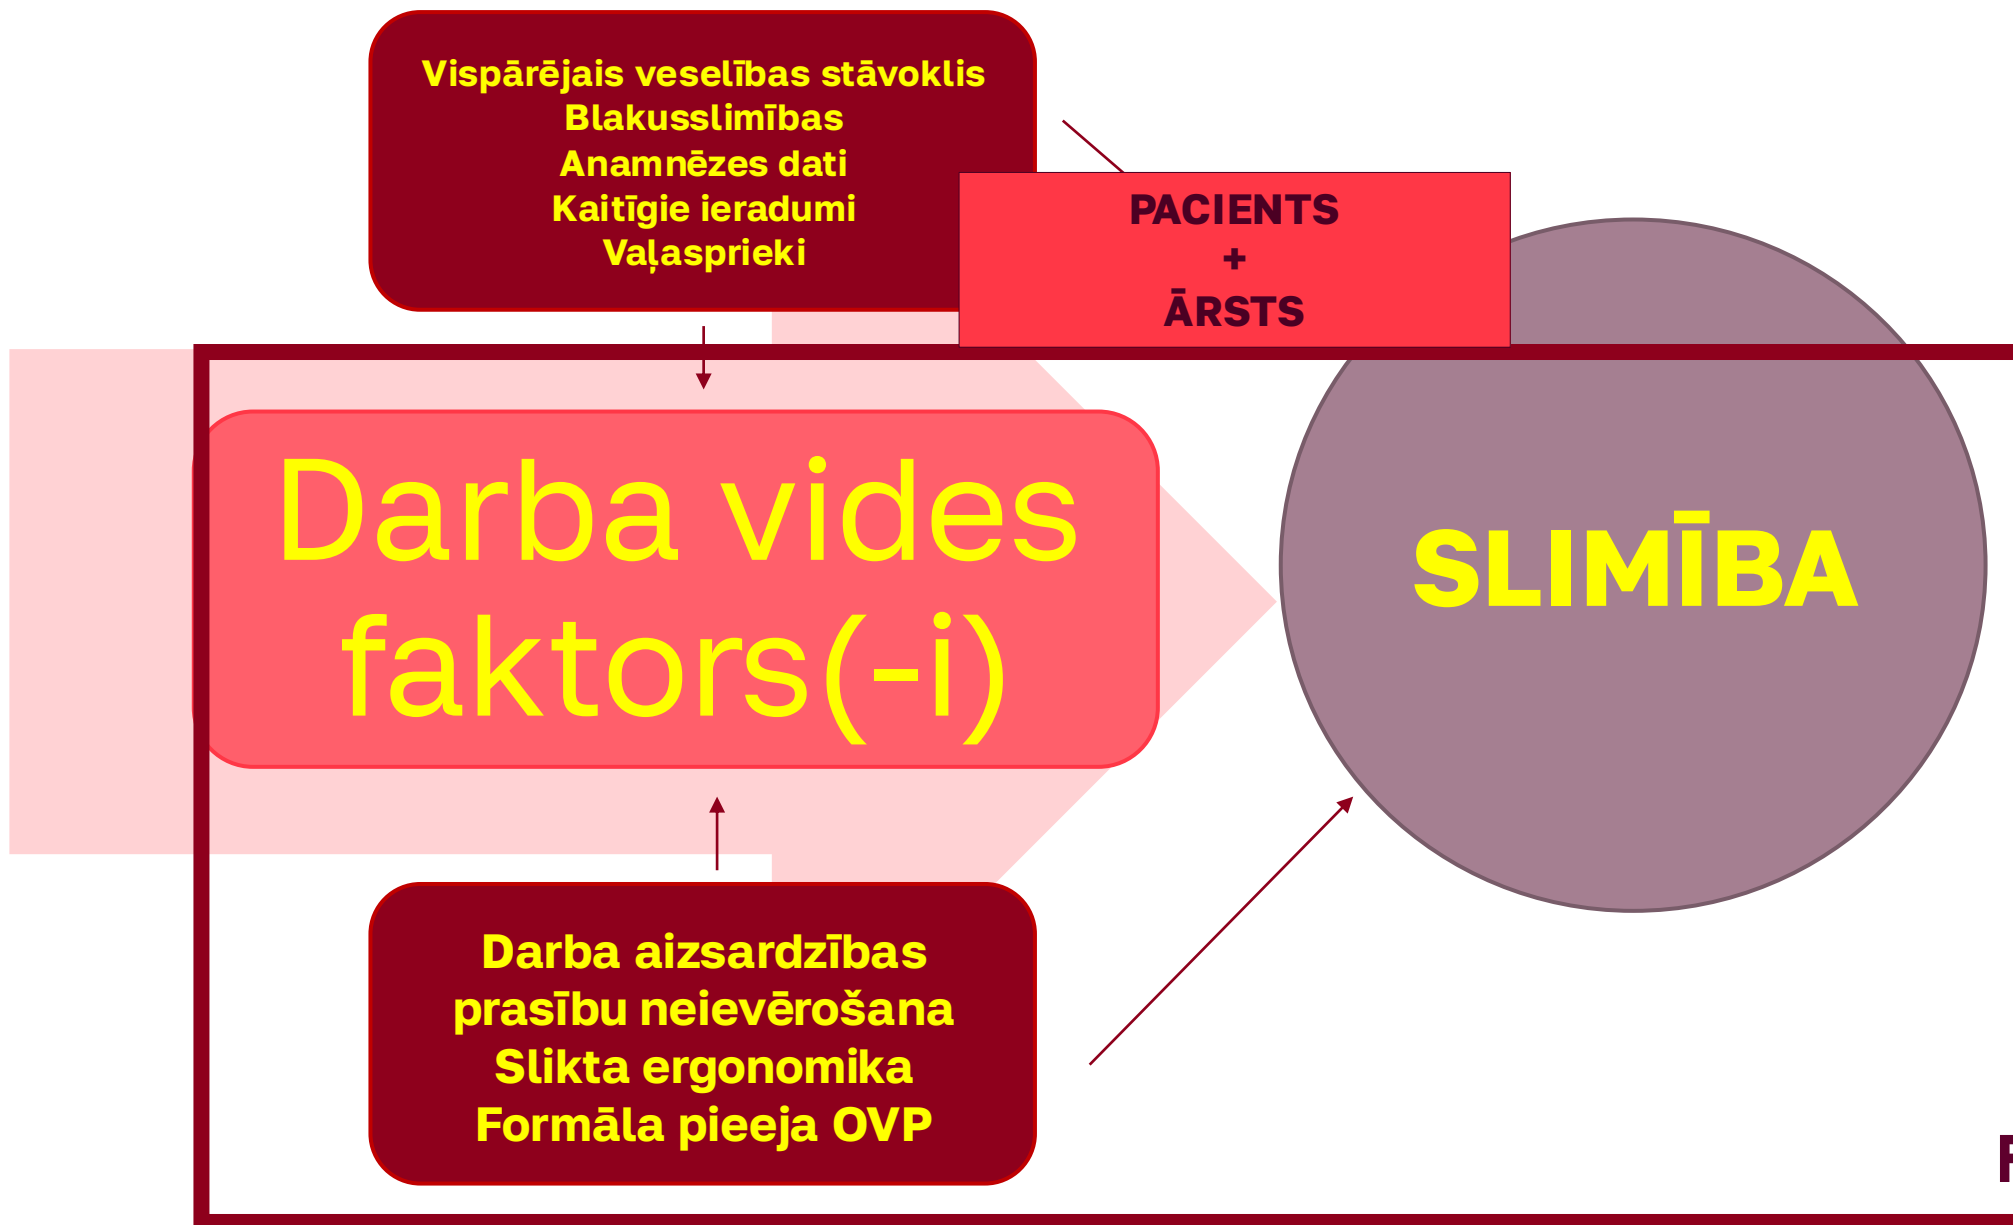 Vispārējais veselības stāvoklis
Blakusslimības
Anamnēzes dati
Kaitīgie ieradumi
Vaļasprieki
PACIENTS
+
ĀRSTS
Darba vides
faktors(-i)
SLIMĪBA
Darba aizsardzības
prasību neievērošana
Slikta ergonomika
Formāla pieeja OVP